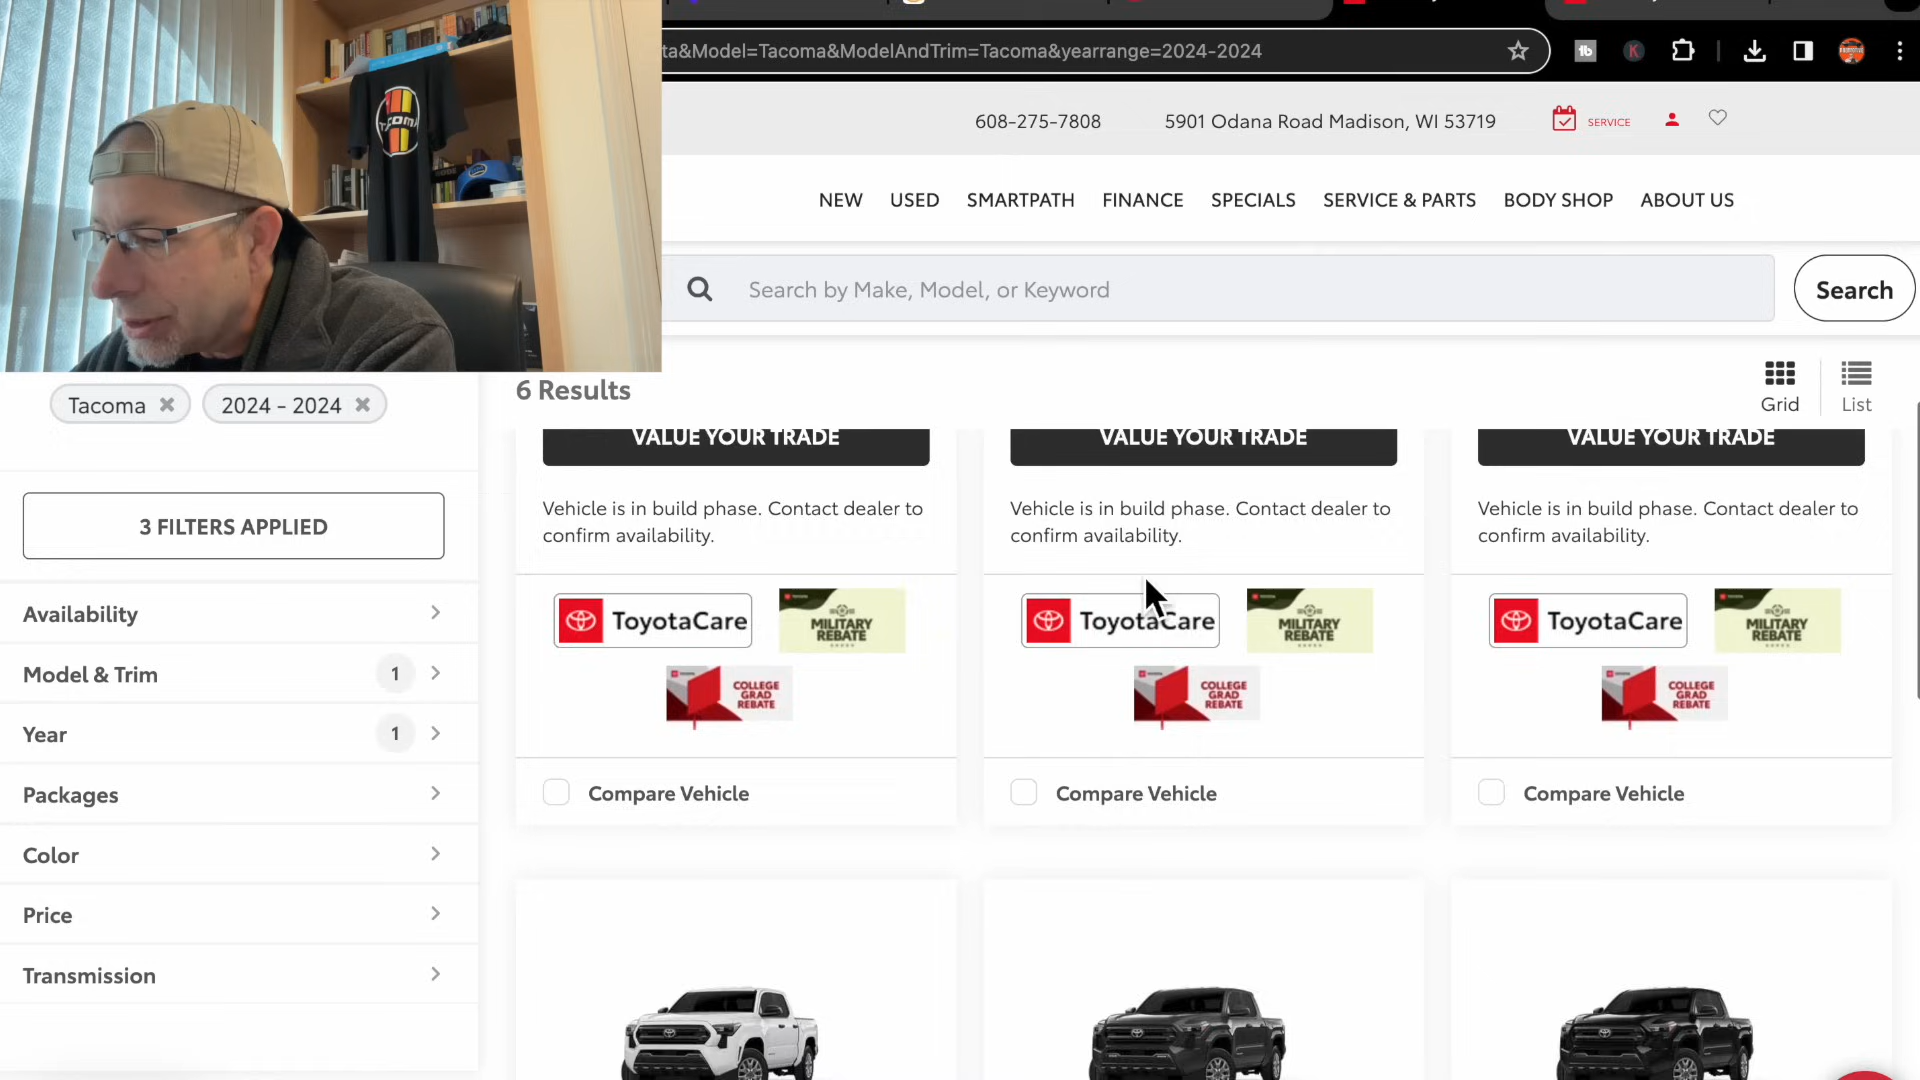 TACOMA
ta&Model=Tacoma&ModelAndTrim=Tacoma&yearrange=2024-2024
tb
K
608-275-7808
5901 Odana Road Madison, WI 53719
SERVICE
NEW
USED
SMARTPATH
FINANCE
SPECIALS
SERVICE & PARTS
BODY SHOP
ABOUT US
Search by Make, Model, or Keyword
Search
Tacoma
2024 - 2024
6 Results
Grid
List
3 FILTERS APPLIED
Availability
Model & Trim 1
Year 1
Packages
Color
Price
Transmission
VALUE YOUR TRADE
Vehicle is in build phase. Contact dealer to
confirm availability.
ToyotaCare
MILITARY
REBATE
COLLEGE
GRAD
REBATE
Compare Vehicle
VALUE YOUR TRADE
Vehicle is in build phase. Contact dealer to
confirm availability.
ToyotaCare
MILITARY
REBATE
COLLEGE
GRAD
REBATE
Compare Vehicle
VALUE YOUR TRADE
Vehicle is in build phase. Contact dealer to
confirm availability.
ToyotaCare
MILITARY
REBATE
COLLEGE
GRAD
REBATE
Compare Vehicle